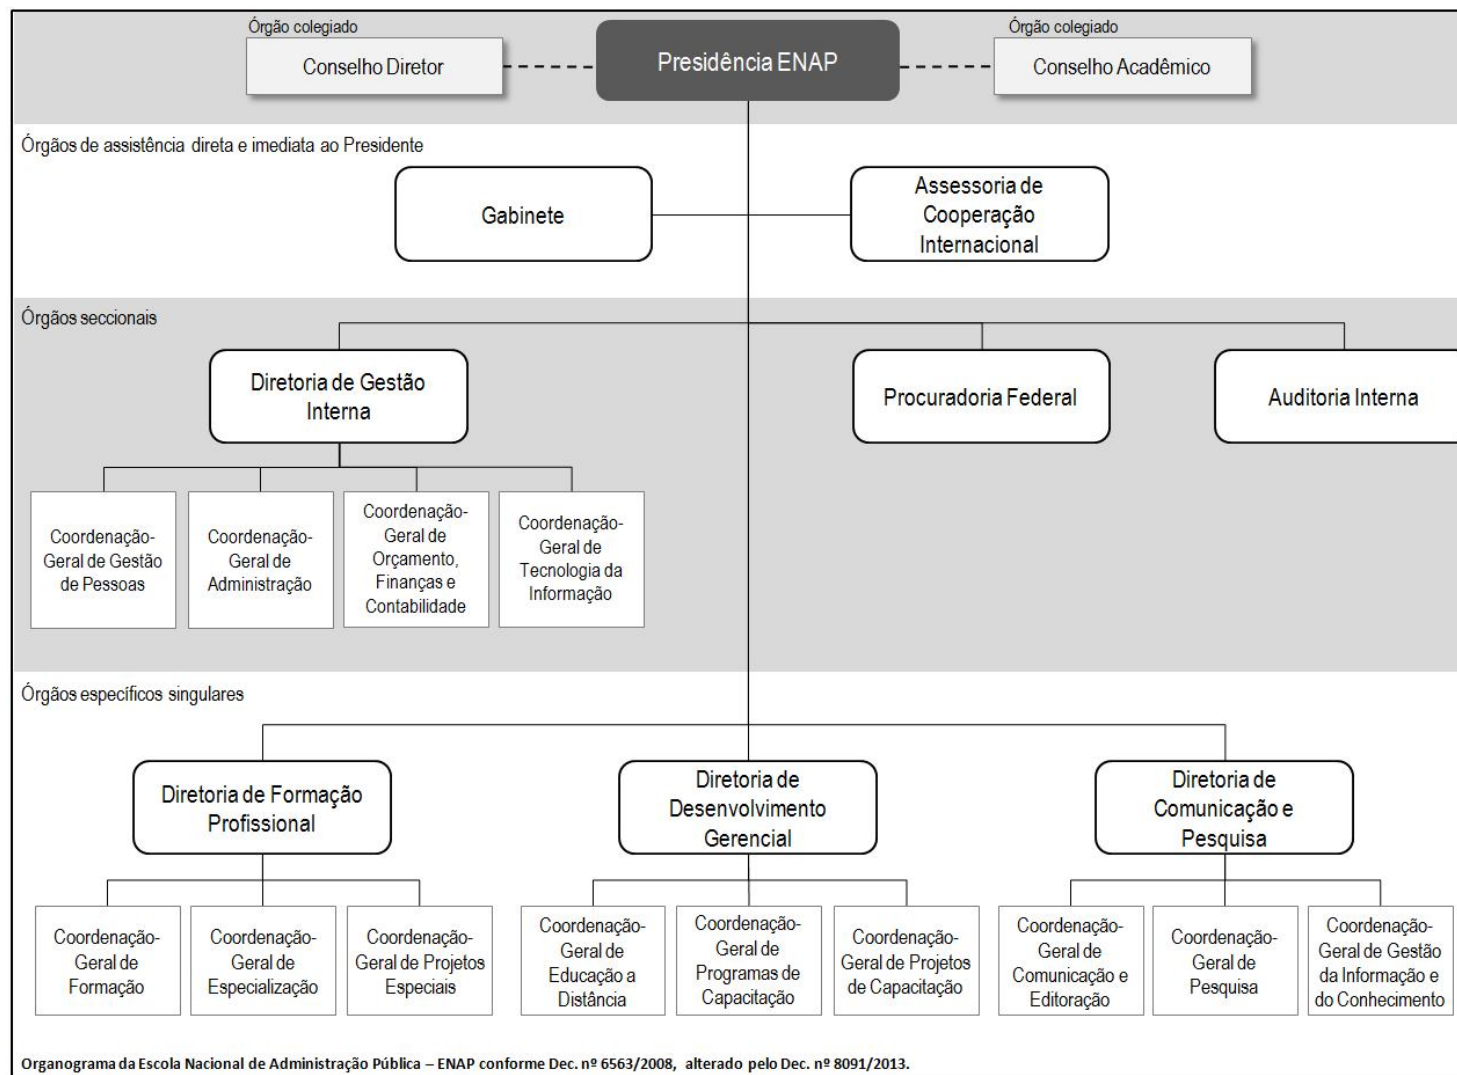 Órgão colegiado
Conselho Diretor
Presidência ENAP
Órgão colegiado
Conselho Acadêmico
Órgãos de assistência direta e imediata ao Presidente
Gabinete
Assessoria de
Cooperação
Internacional
Órgãos seccionais
Diretoria de Gestão
Interna
Procuradoria Federal
Auditoria Interna
Coordenação-
Geral de Gestão
de Pessoas
Coordenação-
Geral de
Administração
Coordenação-
Geral de
Orçamento,
Finanças e
Contabilidade
Coordenação-
Geral de
Tecnologia da
Informação
Órgãos específicos singulares
Diretoria de Formação
Profissional
Diretoria de
Desenvolvimento
Gerencial
Diretoria de
Comunicação e
Pesquisa
Coordenação-
Geral de
Formação
Coordenação-
Geral de
Especialização
Coordenação-
Geral de Projetos
Especiais
Coordenação-
Geral de
Educação a
Distância
Coordenação-
Geral de
Programas de
Capacitação
Coordenação-
Geral de Projetos
de Capacitação
Coordenação-
Geral de
Comunicação e
Editoração
Coordenação-
Geral de
Pesquisa
Coordenação-
Geral de Gestão
da Informação e
do Conhecimento
Organograma da Escola Nacional de Administração Pública – ENAP conforme Dec. nº 6563/2008, alterado pelo Dec. nº 8091/2013.